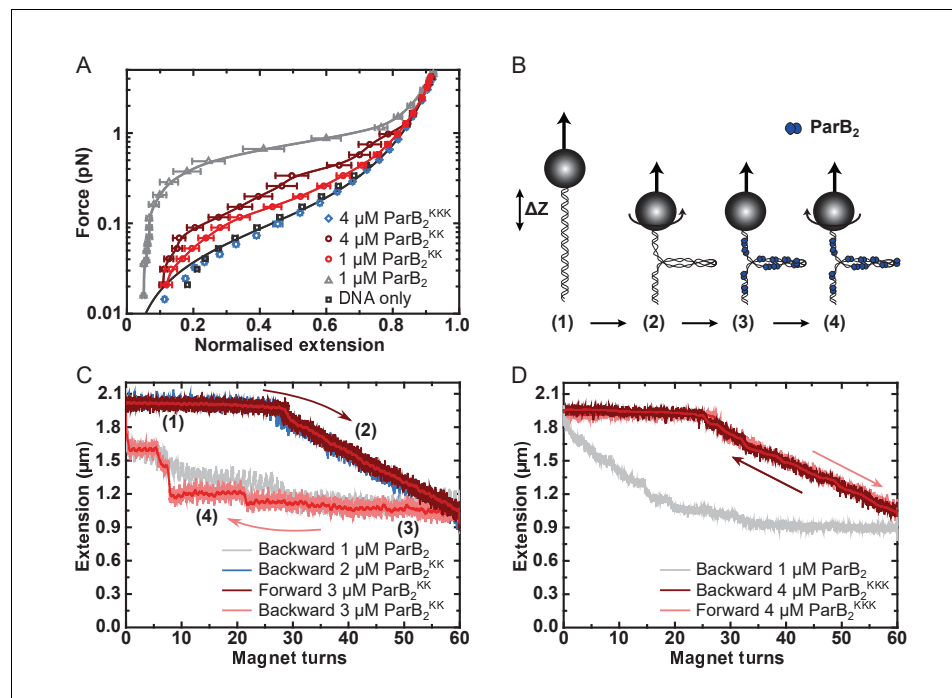 A
Force (pN)
10
1
0.1
0.01
0.0
0.2
0.4
0.6
0.8
1.0
Normalised extension
4 µM ParB₂ᴷᴷᴷ
4 µM ParB₂ᴷᴷ
1 µM ParB₂ᴷᴷ
1 µM ParB₂
DNA only
B
ParB₂
ΔZ
(1)
(2)
(3)
(4)
C
Extension (µm)
2.1
1.8
1.5
1.2
0.9
0.6
0.3
0.0
(1)
(2)
(4)
(3)
Backward 1 µM ParB₂
Backward 2 µM ParB₂ᴷᴷ
Forward 3 µM ParB₂ᴷᴷ
Backward 3 µM ParB₂ᴷᴷ
0
10
20
30
40
50
60
Magnet turns
D
Extension (µm)
2.1
1.8
1.5
1.2
0.9
0.6
0.3
0.0
Backward 1 µM ParB₂
Backward 4 µM ParB₂ᴷᴷᴷ
Forward 4 µM ParB₂ᴷᴷᴷ
0
10
20
30
40
50
60
Magnet turns